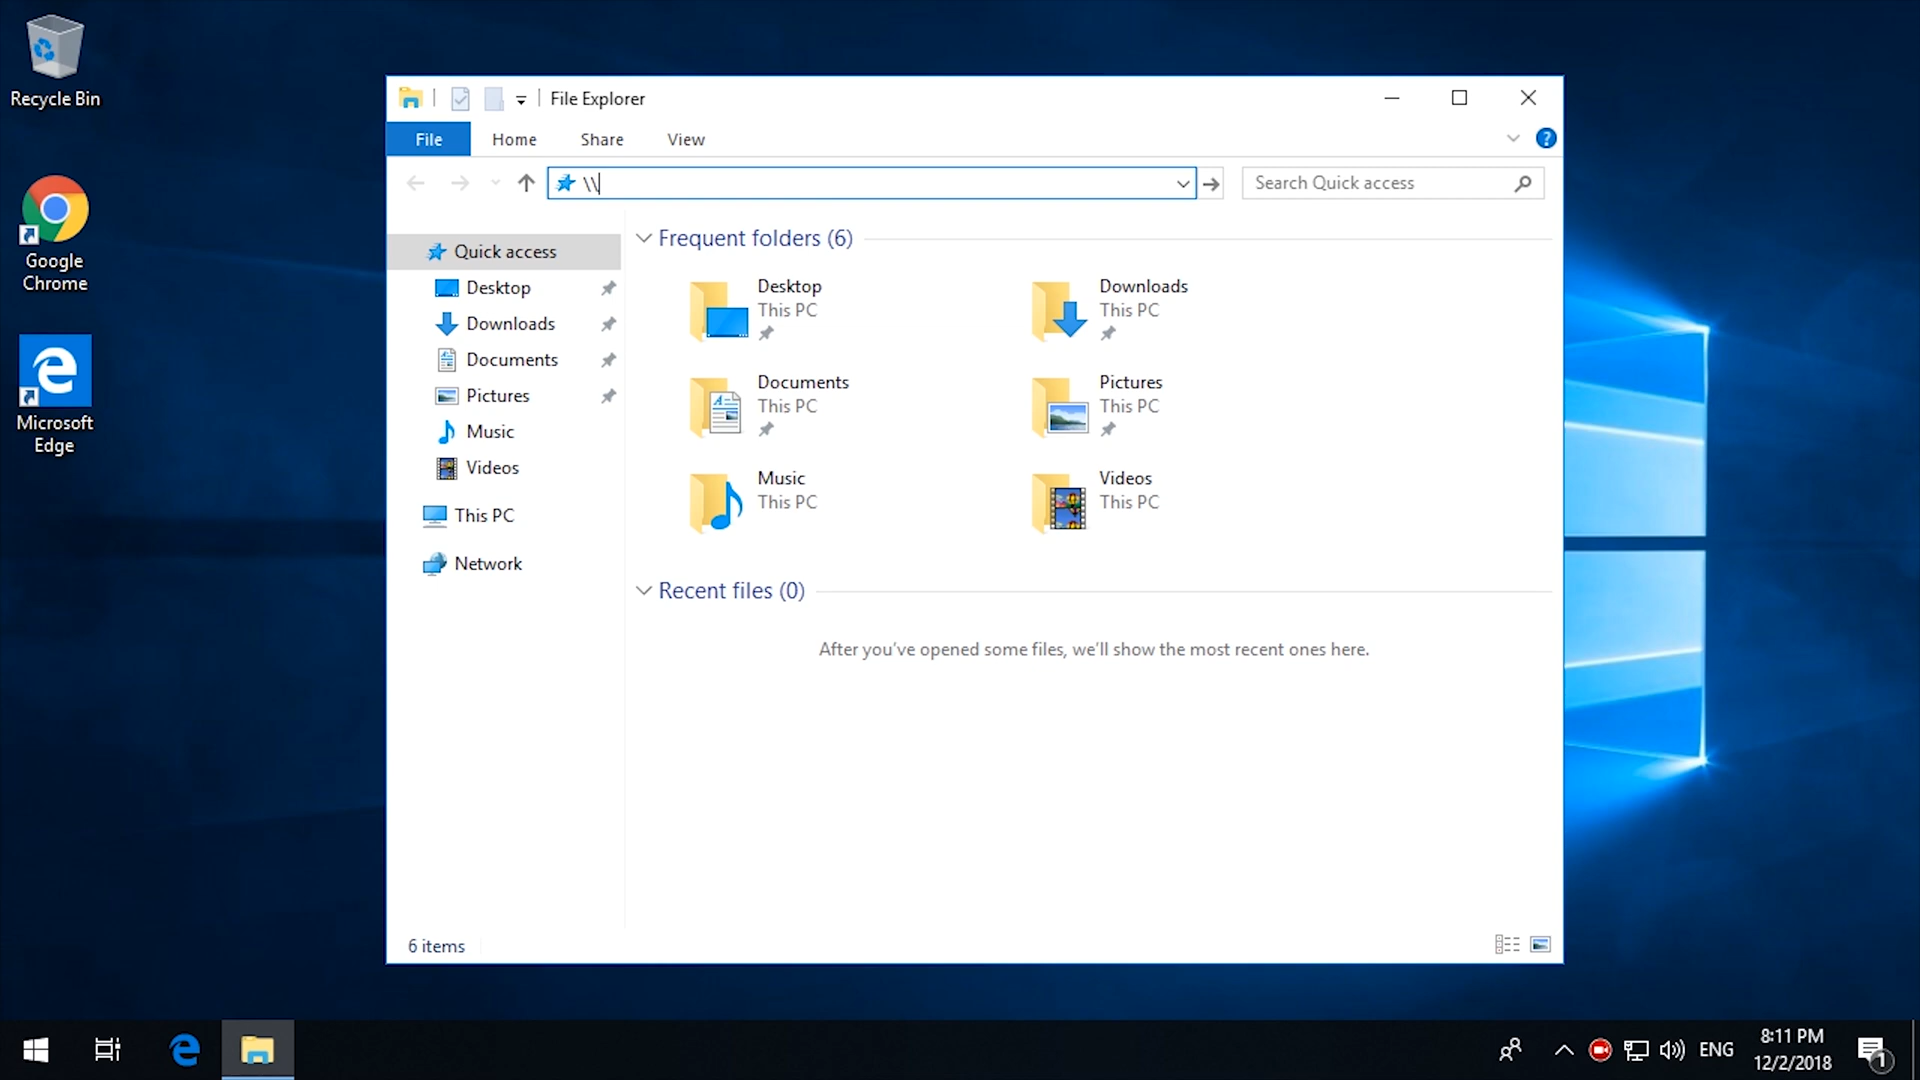 Recycle Bin
Google
Chrome
Microsoft
Edge
File Explorer
File
Home
Share
View
?
\\
Search Quick access
Quick access
Desktop
Downloads
Documents
Pictures
Music
Videos
This PC
Network
Frequent folders (6)
Desktop
This PC
Downloads
This PC
Documents
This PC
Pictures
This PC
Music
This PC
Videos
This PC
Recent files (0)
After you've opened some files, we'll show the most recent ones here.
6 items
ENG
8:11 PM
12/2/2018
1